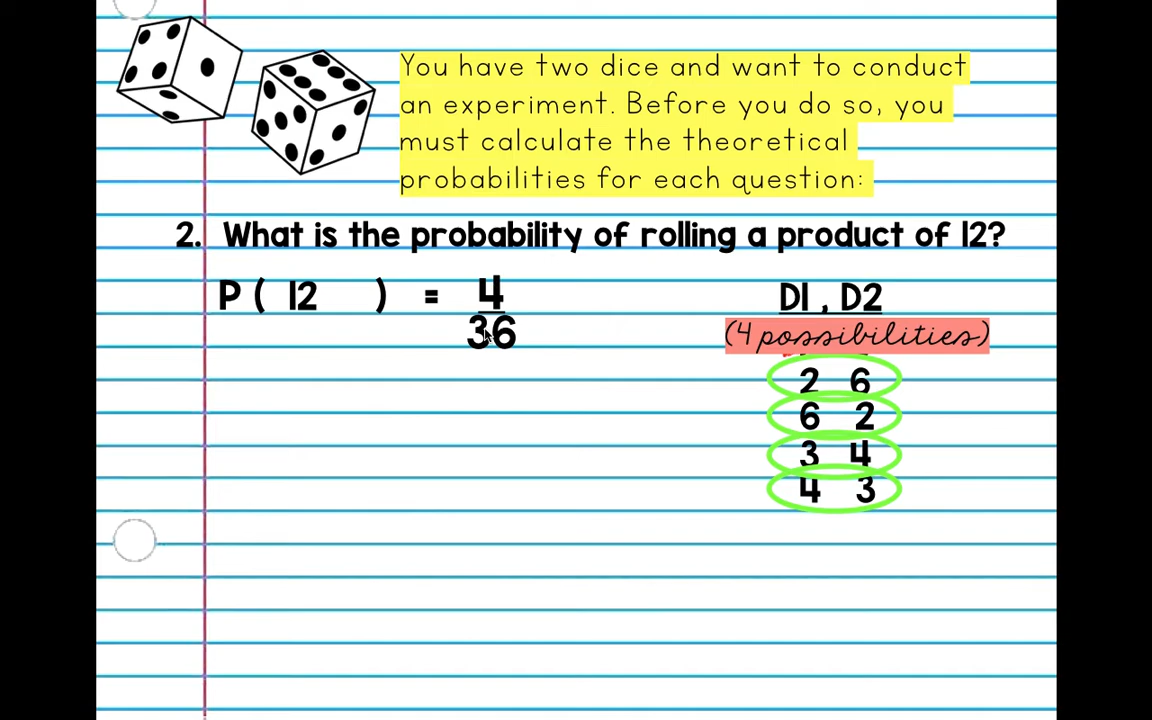 You have two dice and want to conduct
an experiment. Before you do so, you
must calculate the theoretical
probabilities for each question:
2. What is the probability of rolling a product of 12?
P ( 12 ) = 4
36
D1 , D2
(4 possibilities)
2 6
6 2
3 4
4 3